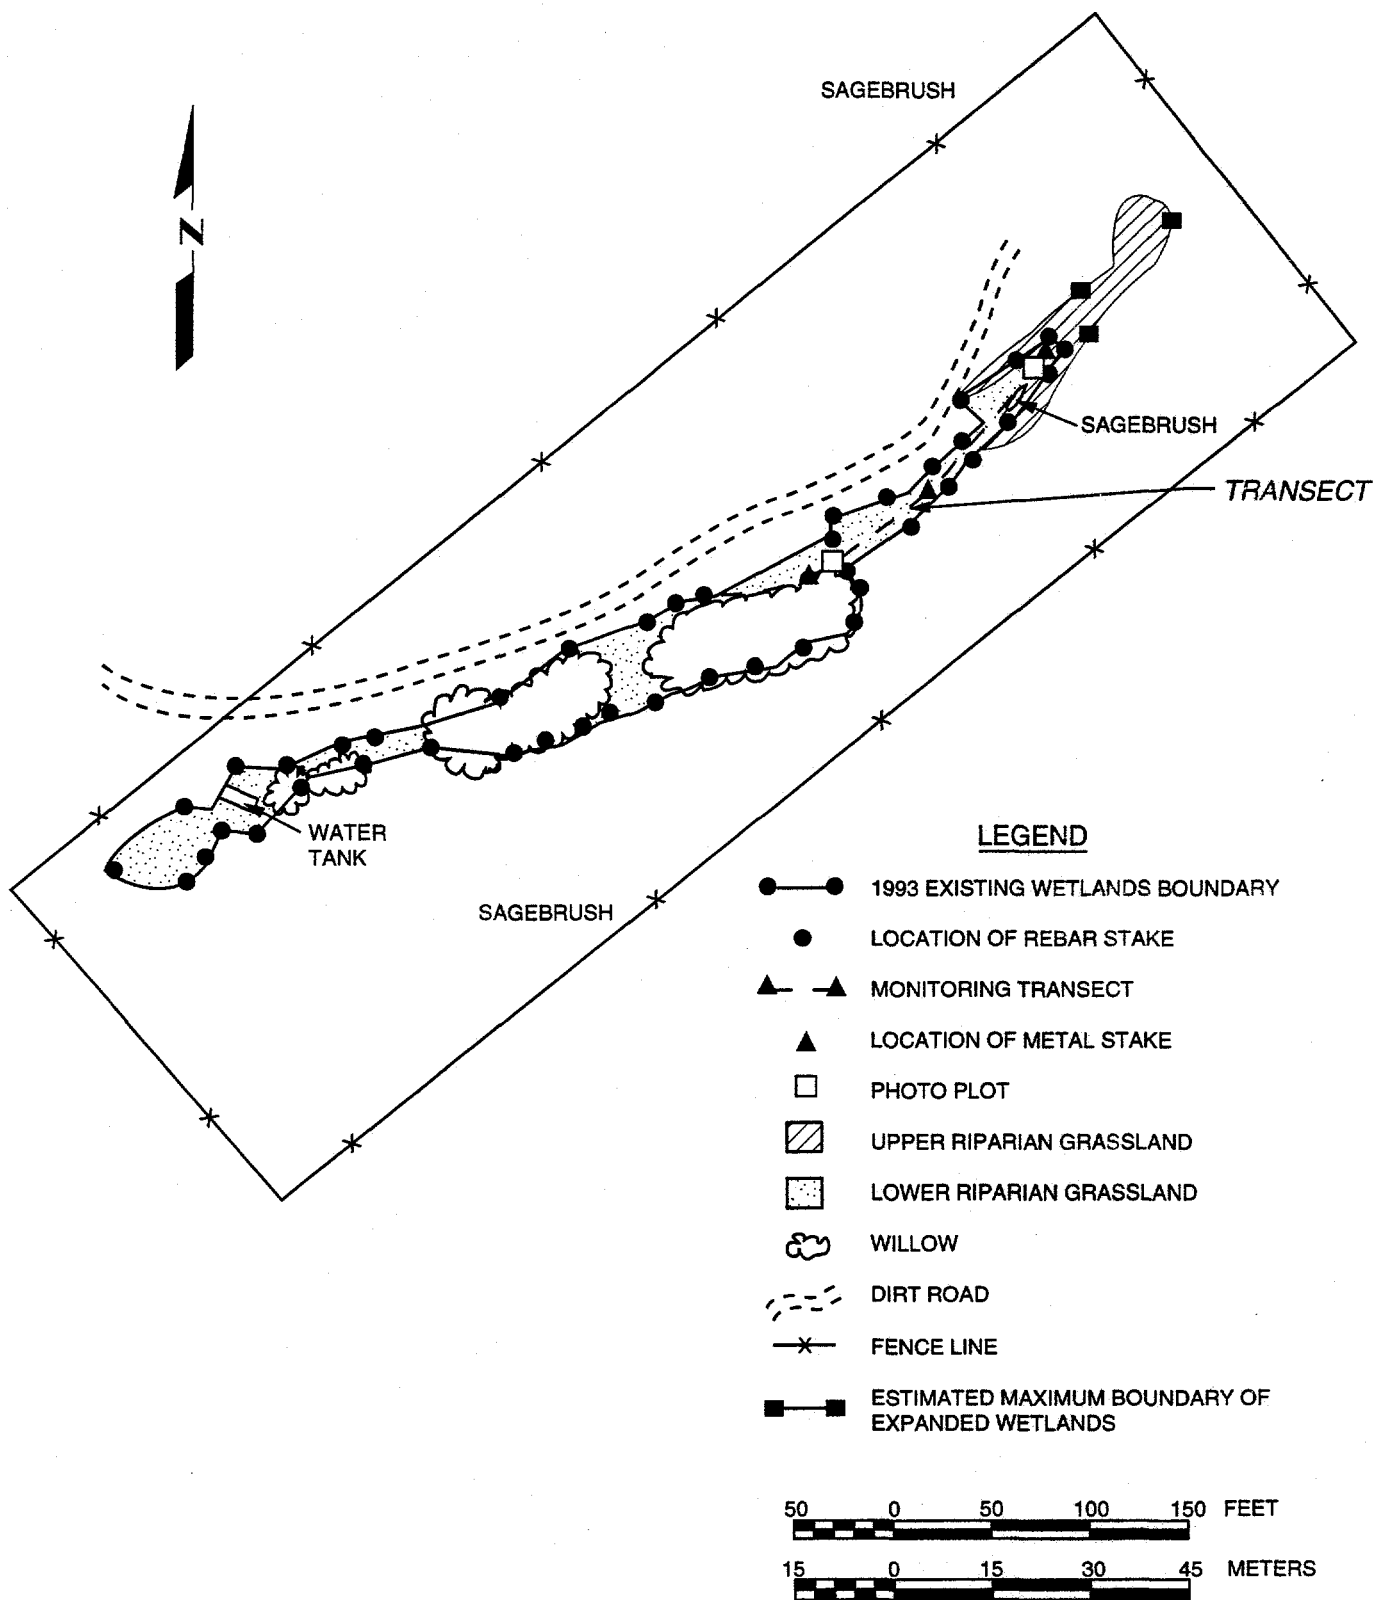 SAGEBRUSH
N
SAGEBRUSH
TRANSECT
WATER
TANK
SAGEBRUSH
LEGEND
1993 EXISTING WETLANDS BOUNDARY
LOCATION OF REBAR STAKE
MONITORING TRANSECT
LOCATION OF METAL STAKE
PHOTO PLOT
UPPER RIPARIAN GRASSLAND
LOWER RIPARIAN GRASSLAND
WILLOW
DIRT ROAD
FENCE LINE
ESTIMATED MAXIMUM BOUNDARY OF
EXPANDED WETLANDS
50 0 50 100 150 FEET
15 0 15 30 45 METERS